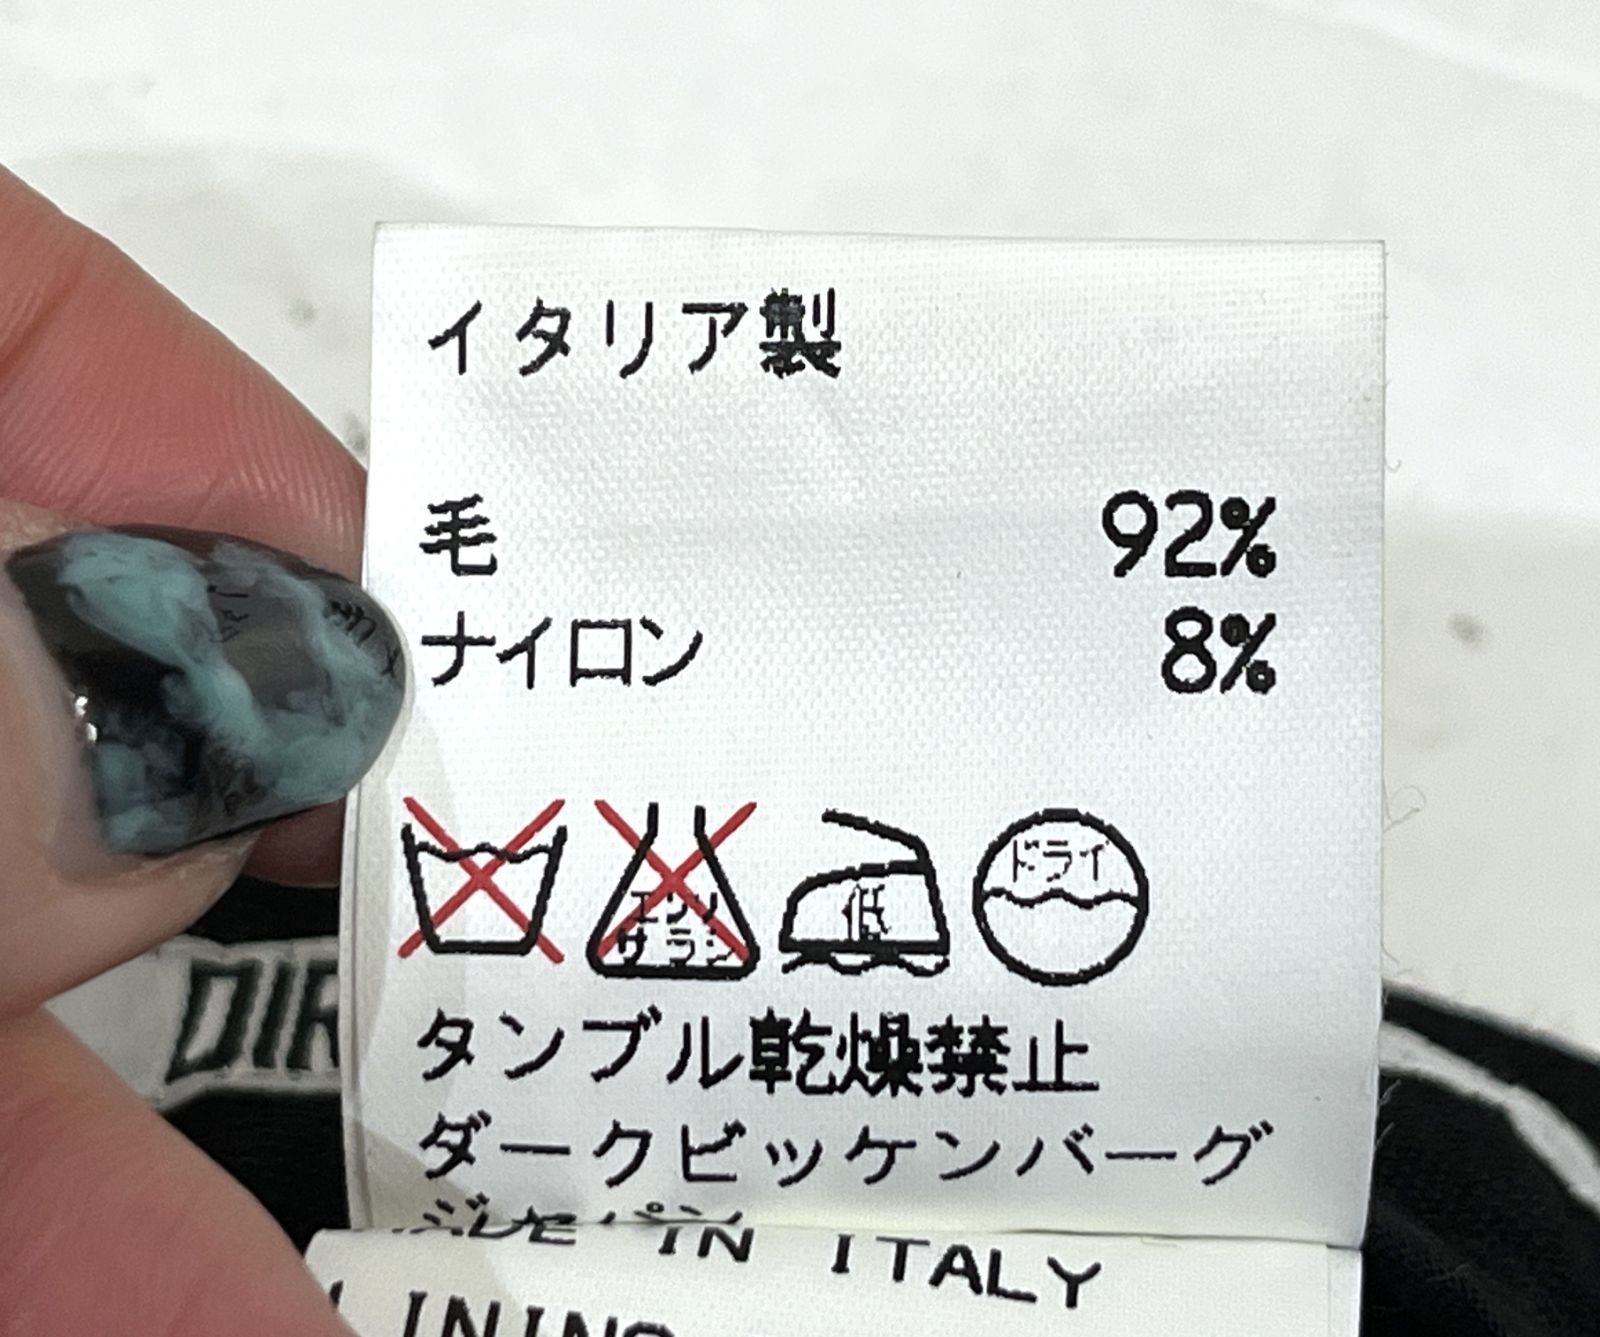 イタリア製
毛 92%
ナイロン 8%
エンソ
サラシ
低
ドライ
タンブル乾燥禁止
ダークビッケンバーグ
IN ITALY
DIR